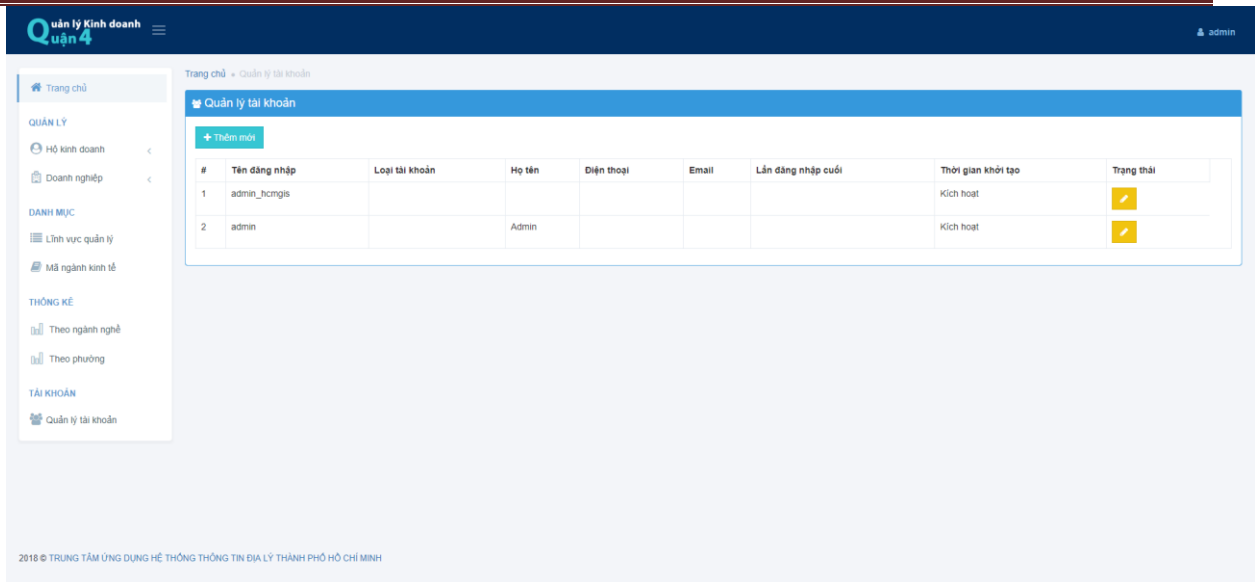 Quản lý Kinh doanh
Quận 4
admin
Trang chủ
QUẢN LÝ
Hộ kinh doanh
Doanh nghiệp
DANH MỤC
Lĩnh vực quản lý
Mã ngành kinh tế
THỐNG KÊ
Theo ngành nghề
Theo phường
TÀI KHOẢN
Quản lý tài khoản
Trang chủ » Quản lý tài khoản
Quản lý tài khoản
+ Thêm mới
# Tên đăng nhập Loại tài khoản Họ tên Điện thoại Email Lần đăng nhập cuối Thời gian khởi tạo Trạng thái
1 admin_hcmgis Kích hoạt
2 admin Admin Kích hoạt
2018 © TRUNG TÂM ỨNG DỤNG HỆ THỐNG THÔNG TIN ĐỊA LÝ THÀNH PHỐ HỒ CHÍ MINH